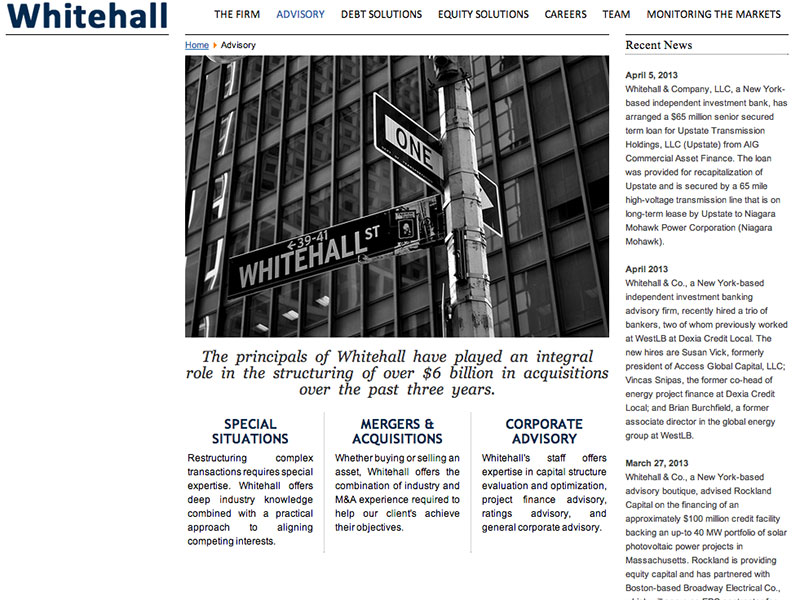 Whitehall
THE FIRM ADVISORY DEBT SOLUTIONS EQUITY SOLUTIONS CAREERS TEAM MONITORING THE MARKETS
Home Advisory
ONE
←39-41
WHITEHALL ST
The principals of Whitehall have played an integral
role in the structuring of over $6 billion in acquisitions
over the past three years.
SPECIAL
SITUATIONS
Restructuring complex
transactions requires special
expertise. Whitehall offers
deep industry knowledge
combined with a practical
approach to aligning
competing interests.
MERGERS &
ACQUISITIONS
Whether buying or selling an
asset, Whitehall offers the
combination of industry and
M&A experience required to
help our client's achieve
their objectives.
CORPORATE
ADVISORY
Whitehall's staff offers
expertise in capital structure
evaluation and optimization,
project finance advisory,
ratings advisory, and
general corporate advisory.
Recent News
April 5, 2013
Whitehall & Company, LLC, a New York-
based independent investment bank, has
arranged a $65 million senior secured
term loan for Upstate Transmission
Holdings, LLC (Upstate) from AIG
Commercial Asset Finance. The loan
was provided for recapitalization of
Upstate and is secured by a 65 mile
high-voltage transmission line that is on
long-term lease by Upstate to Niagara
Mohawk Power Corporation (Niagara
Mohawk).
April 2013
Whitehall & Co., a New York-based
independent investment banking
advisory firm, recently hired a trio of
bankers, two of whom previously worked
at WestLB at Dexia Credit Local. The
new hires are Susan Vick, formerly
president of Access Global Capital, LLC;
Vincas Snipas, the former co-head of
energy project finance at Dexia Credit
Local; and Brian Burchfield, a former
associate director in the global energy
group at WestLB.
March 27, 2013
Whitehall & Co., a New York-based
advisory boutique, advised Rockland
Capital on the financing of an
approximately $100 million credit facility
backing an up-to 40 MW portfolio of solar
photovoltaic power projects in
Massachusetts. Rockland is providing
equity capital and has partnered with
Boston-based Broadway Electrical Co.,